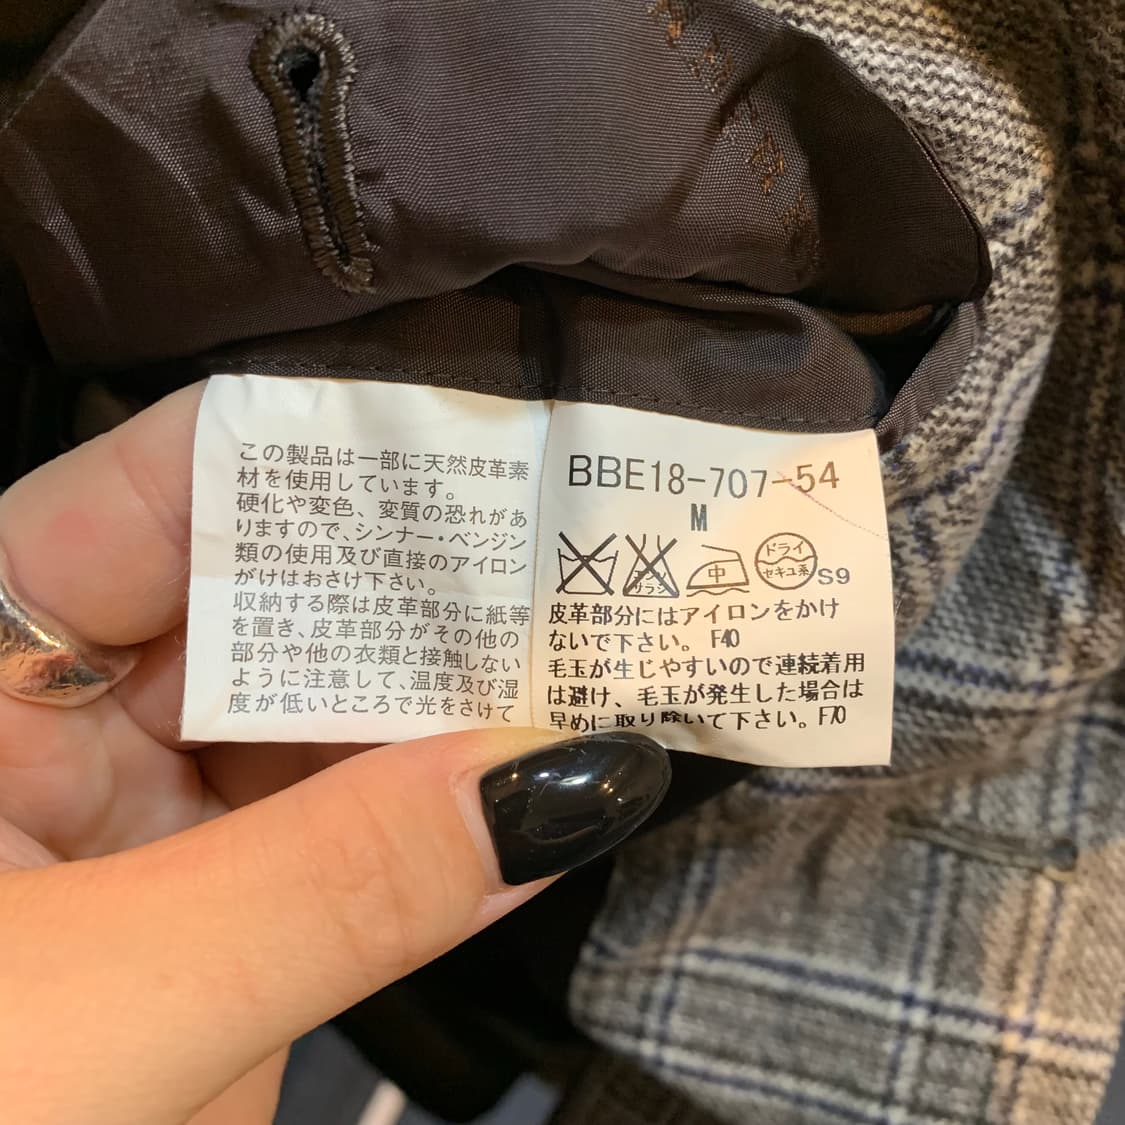 この製品は一部に天然皮革素
材を使用しています。
硬化や変色、変質の恐れがあ
りますので、シンナー・ベンジン
類の使用及び直接のアイロン
がけはおさけ下さい。
収納する際は皮革部分に紙等
を置き、皮革部分がその他の
部分や他の衣類と接触しない
ように注意して、温度及び湿
度が低いところで光をさけて
BBE18-707-54
M
エンソ
サラシ
中
ドライ
セキユ系
S9
皮革部分にはアイロンをかけ
ないで下さい。F40
毛玉が生じやすいので連続着用
は避け、毛玉が発生した場合は
早めに取り除いて下さい。F70